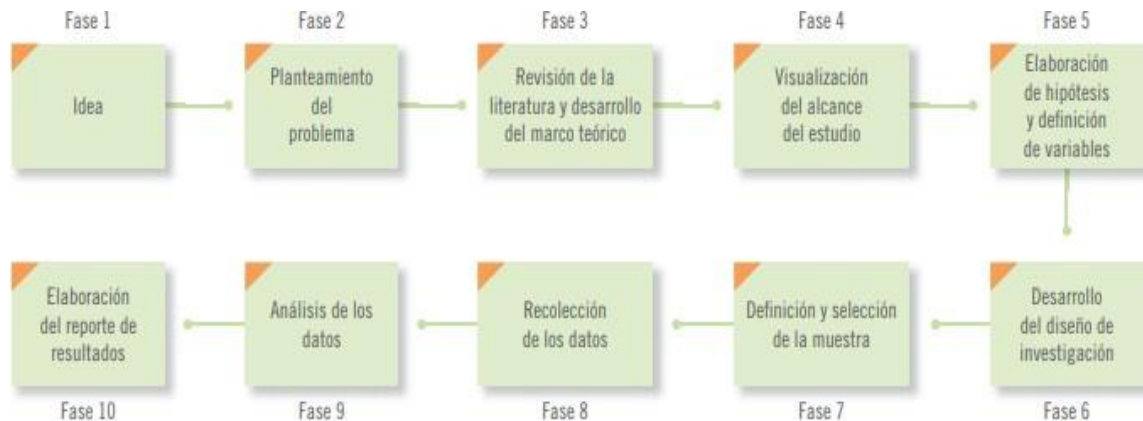 Fase 1
Idea
Fase 2
Planteamiento
del
problema
Fase 3
Revisión de la
literatura y desarrollo
del marco teórico
Fase 4
Visualización
del alcance
del estudio
Fase 5
Elaboración
de hipótesis
y definición
de variables
Desarrollo
del diseño de
investigación
Fase 6
Definición y selección
de la muestra
Fase 7
Recolección
de los datos
Fase 8
Análisis de los
datos
Fase 9
Elaboración
del reporte de
resultados
Fase 10